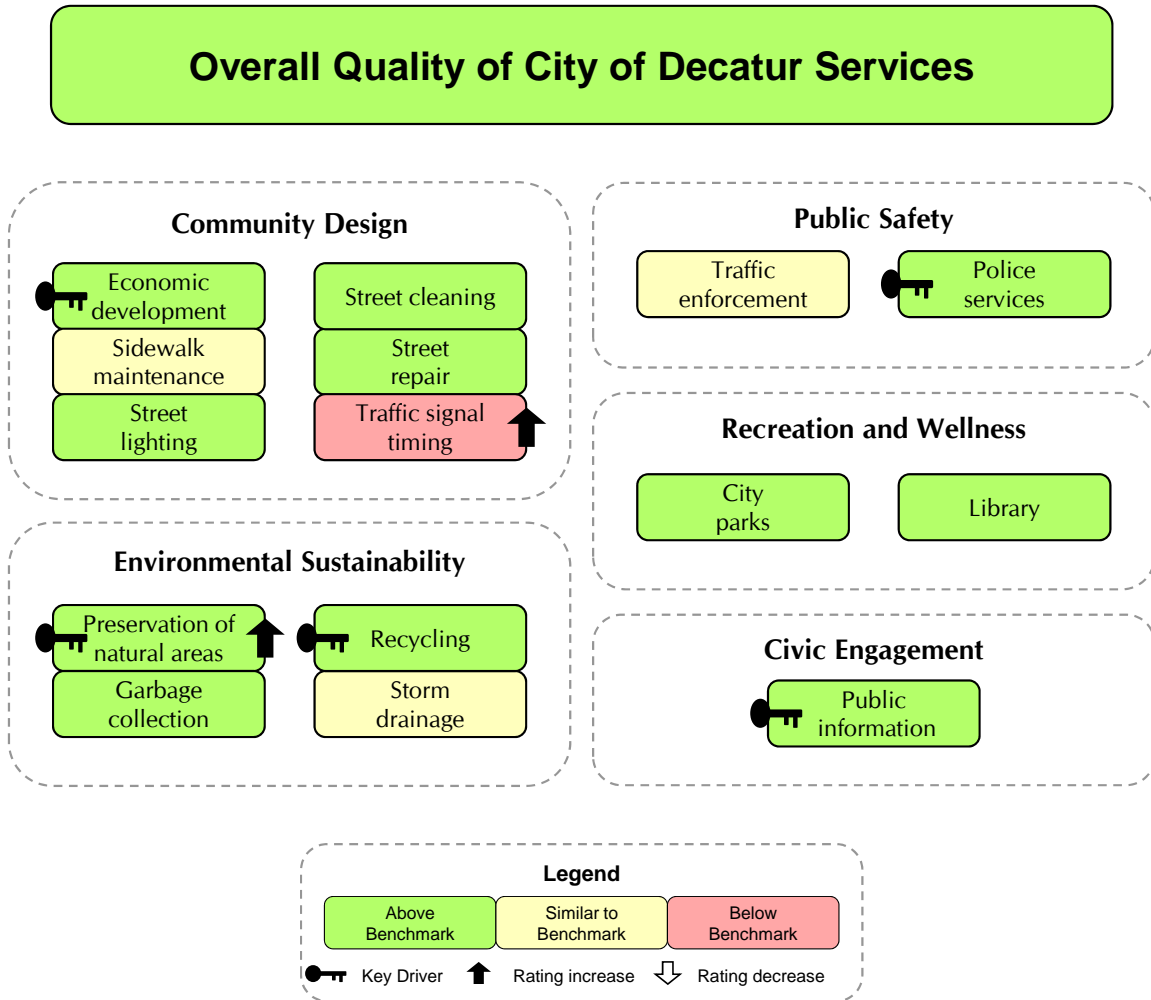 Overall Quality of City of Decatur Services
Community Design
Economic
development
Street cleaning
Sidewalk
maintenance
Street
repair
Street
lighting
Traffic signal
timing
Environmental Sustainability
Preservation of
natural areas
Recycling
Garbage
collection
Storm
drainage
Public Safety
Traffic
enforcement
Police
services
Recreation and Wellness
City
parks
Library
Civic Engagement
Public
information
Legend
Above
Benchmark
Similar to
Benchmark
Below
Benchmark
Key Driver
Rating increase
Rating decrease